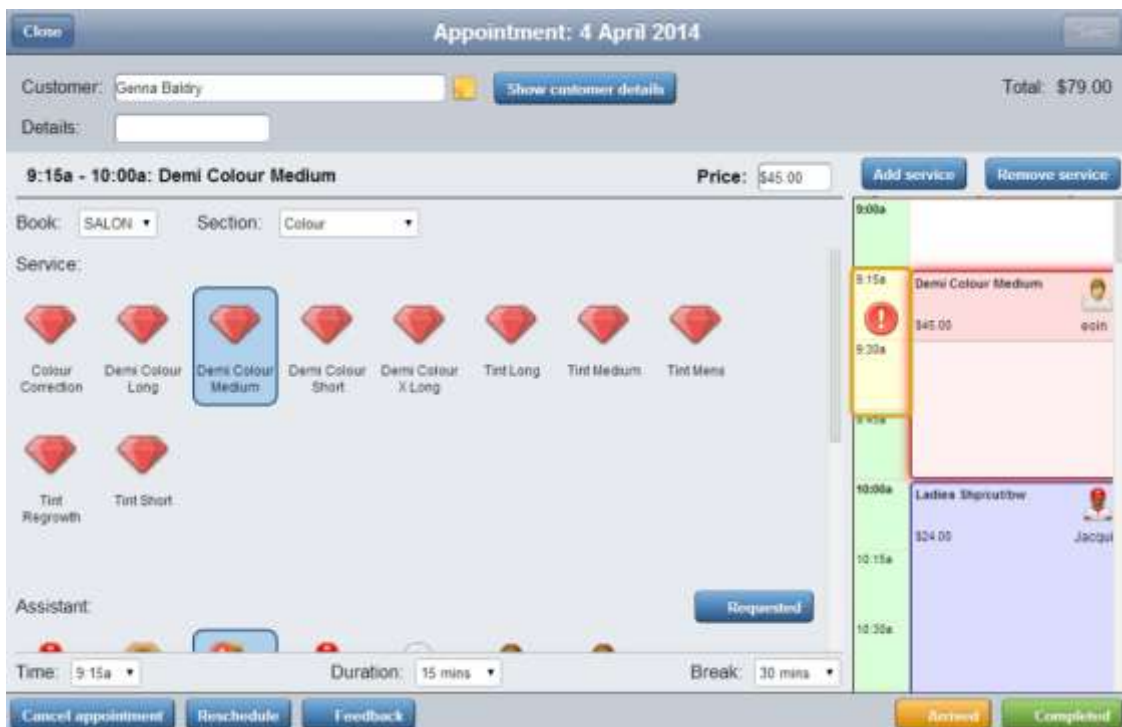 Close
Appointment: 4 April 2014
Save
Customer: Genna Baldry
Show customer details
Total: $79.00
Details:
9:15a - 10:00a: Demi Colour Medium
Price: $45.00
Add service
Remove service
Book: SALON
Section: Colour
Service:
Colour Correction
Demi Colour Long
Demi Colour Medium
Demi Colour Short
Demi Colour X Long
Tint Long
Tint Medium
Tint Mens
Tint Regrowth
Tint Short
9:00a
9:15a
Demi Colour Medium
$45.00
eoin
9:30a
9:45a
10:00a
Ladies Shp/cut/bw
$24.00
Jacqui
10:15a
10:30a
Assistant:
Requested
Time: 9:15a
Duration: 15 mins
Break: 30 mins
Cancel appointment
Reschedule
Feedback
Arrived
Completed